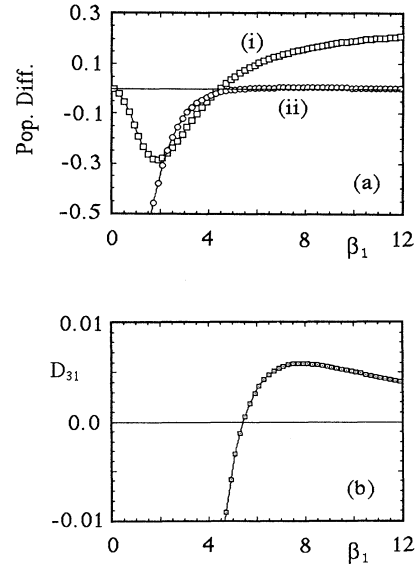 0.3
(i)
0.1
Pop. Diff.
-0.1
(ii)
-0.3
(a)
-0.5
0 4 8 β1 12
0.01
D31
0.0
(b)
-0.01
0 4 8 β1 12